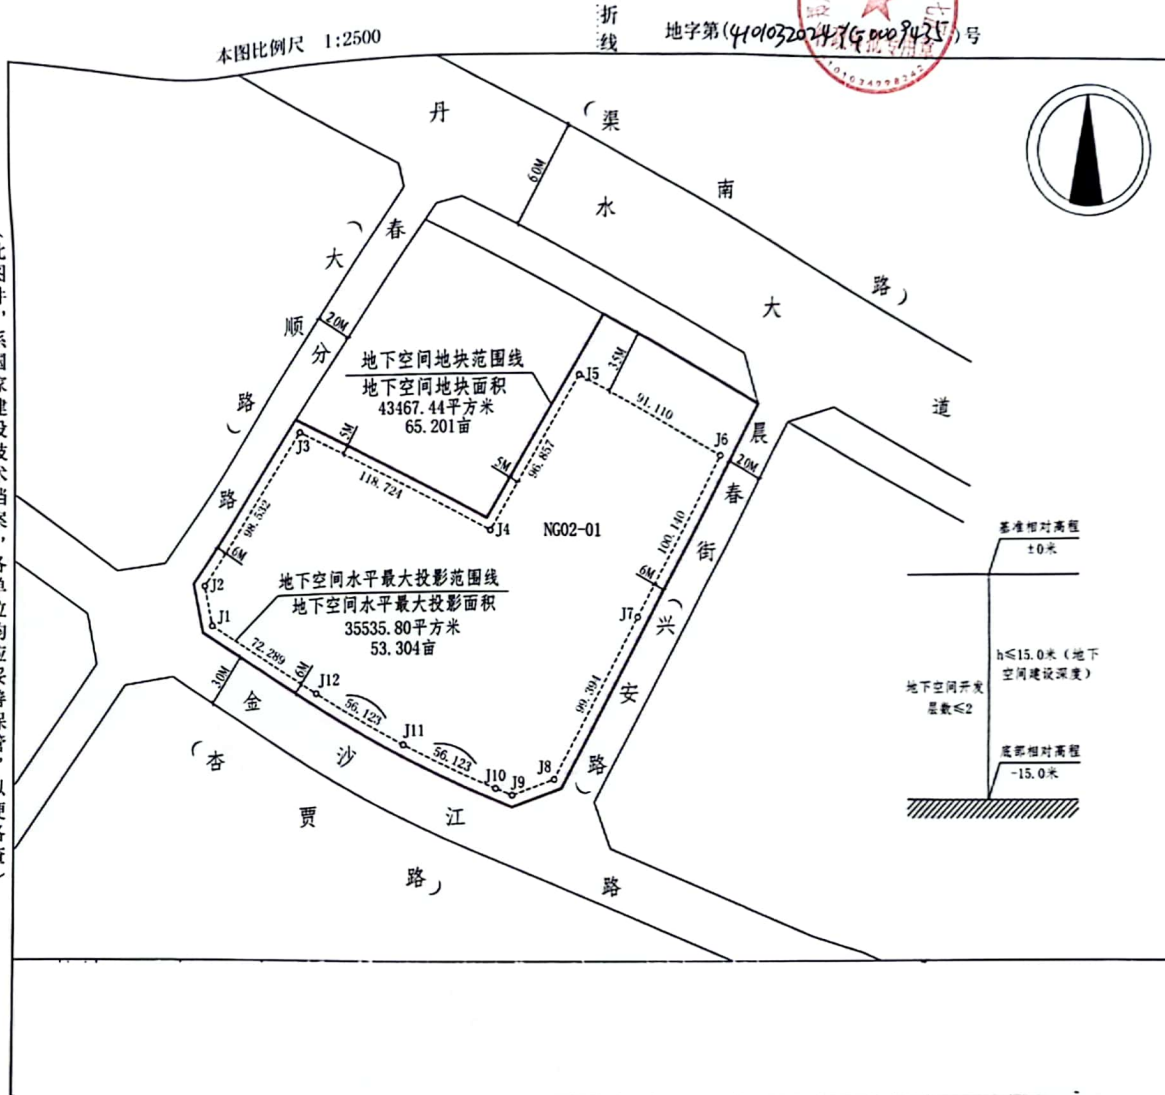 本图比例尺 1:2500
折线
地字第(
)号
丹水大道
(渠南路)
60M
春分路
(大顺路)
20M
35M
地下空间地块范围线
地下空间地块面积
43467.44平方米
65.201亩
J5
91.110
J6
晨春街
(兴安路)
20M
J3
5M
118.724
5M
96.857
J4
NG02-01
98.532
6M
J2
J1
100.140
6M
J7
地下空间水平最大投影范围线
地下空间水平最大投影面积
35535.80平方米
53.304亩
72.289
6M
J12
56.123
J11
56.123
J10
J9
J8
99.394
30M
金沙江路
(杏贾路)
基准相对高程
±0米
h≤15.0米(地下
空间建设深度)
地下空间开发
层数≤2
底部相对高程
-15.0米